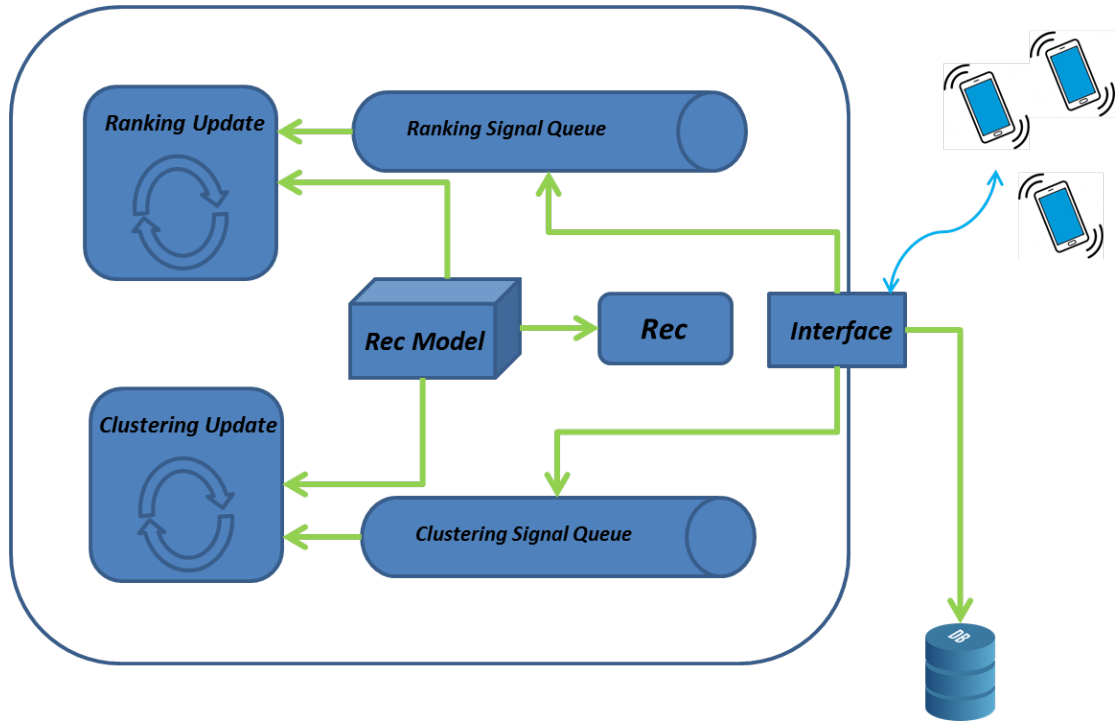 Ranking Update
Ranking Signal Queue
Rec Model
Rec
Interface
Clustering Update
Clustering Signal Queue
DB